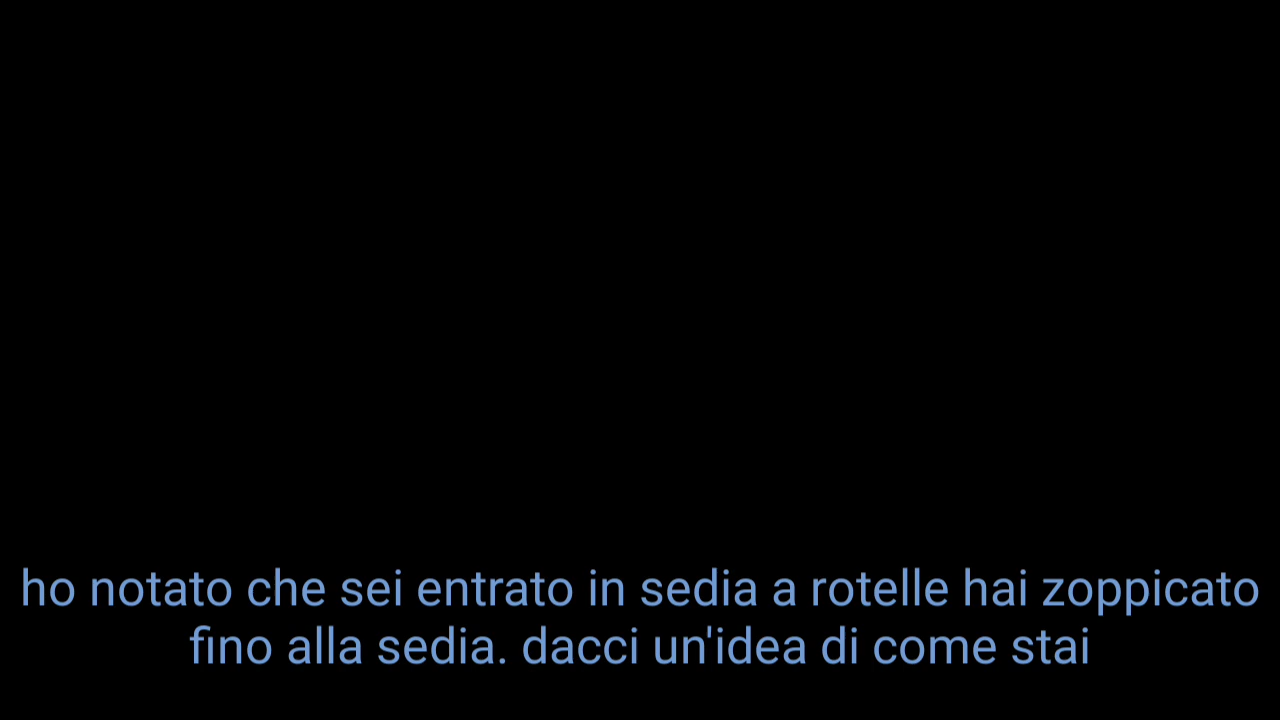 ho notato che sei entrato in sedia a rotelle hai zoppicato
fino alla sedia. dacci un'idea di come stai